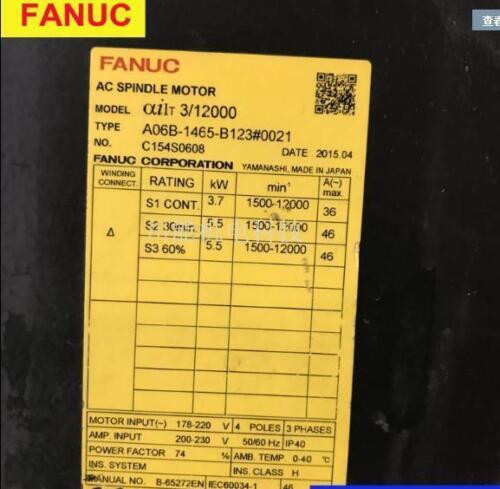 FANUC
查看
FANUC
AC SPINDLE MOTOR
MODEL αiIT 3/12000
TYPE A06B-1465-B123#0021
NO. C154S0608 DATE 2015.04
FANUC CORPORATION YAMANASHI, MADE IN JAPAN
WINDING CONNECT. RATING kW min⁻¹ A(~) max.
S1 CONT. 3.7 1500-12000 36
Δ S2 30min. 5.5 1500-12000 46
S3 60% 5.5 1500-12000 46
MOTOR INPUT(~) 178-220 V 4 POLES 3 PHASES
AMP. INPUT 200-230 V 50/60 Hz IP40
POWER FACTOR 74 % AMB. TEMP. 0-40 ℃
INS. SYSTEM INS. CLASS H
MANUAL NO. B-65272EN IEC60034-1 46